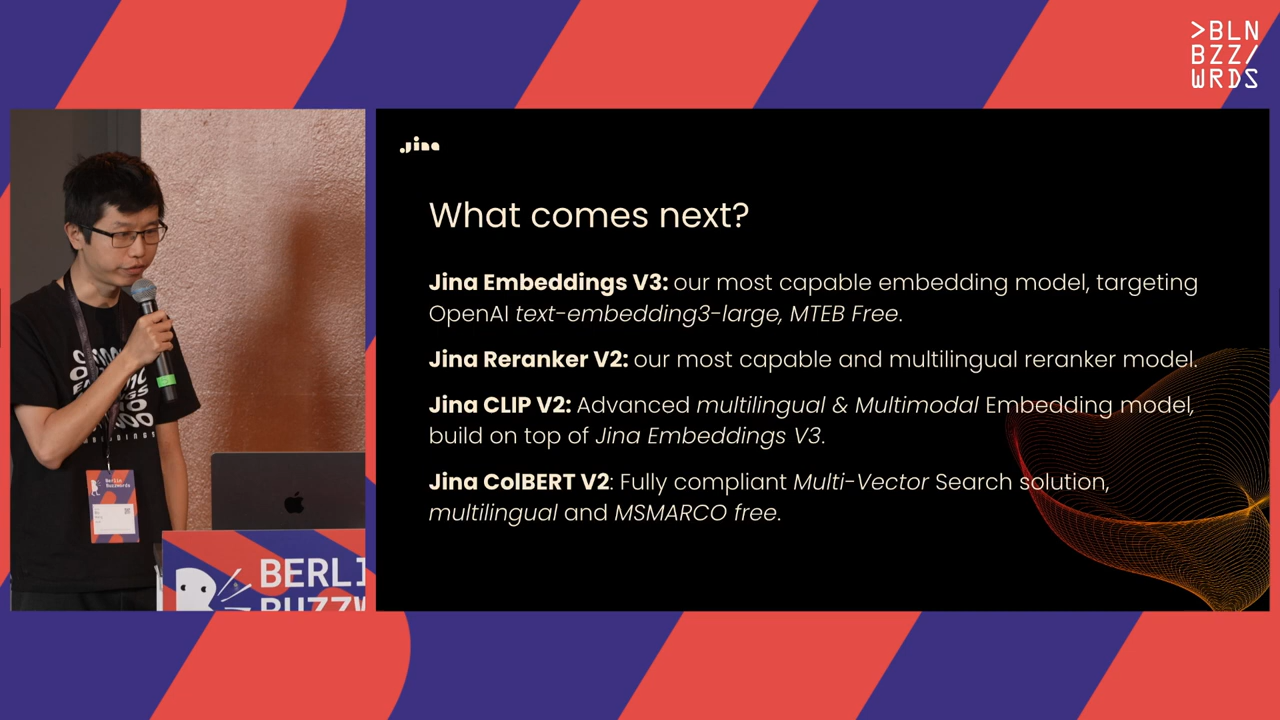 >BLN
BZZ/
WRDS
Jina
What comes next?
Jina Embeddings V3: our most capable embedding model, targeting
OpenAI text-embedding3-large, MTEB Free.
Jina Reranker V2: our most capable and multilingual reranker model.
Jina CLIP V2: Advanced multilingual & Multimodal Embedding model,
build on top of Jina Embeddings V3.
Jina ColBERT V2: Fully compliant Multi-Vector Search solution,
multilingual and MSMARCO free.
Berlin
Buzzwords
BERLI
BUZZW